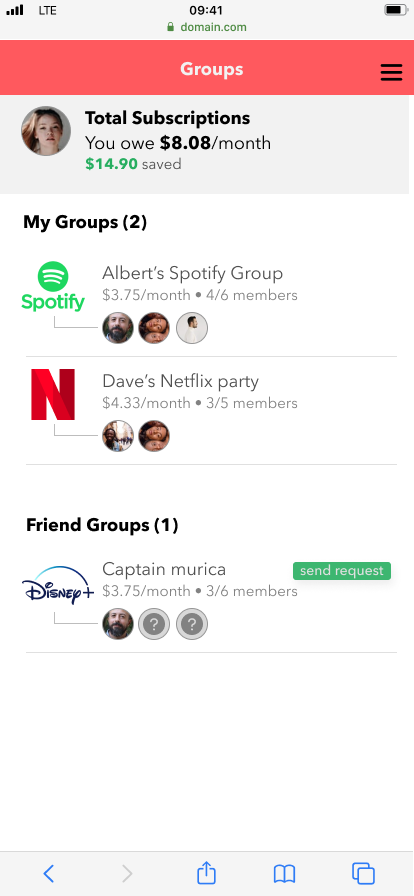 LTE 09:41
domain.com
Groups
Total Subscriptions
You owe $8.08/month
$14.90 saved
My Groups (2)
Spotify
Albert’s Spotify Group
$3.75/month • 4/6 members
N
Dave’s Netflix party
$4.33/month • 3/5 members
Friend Groups (1)
Disney+
Captain murica
send request
$3.75/month • 3/6 members
? ?